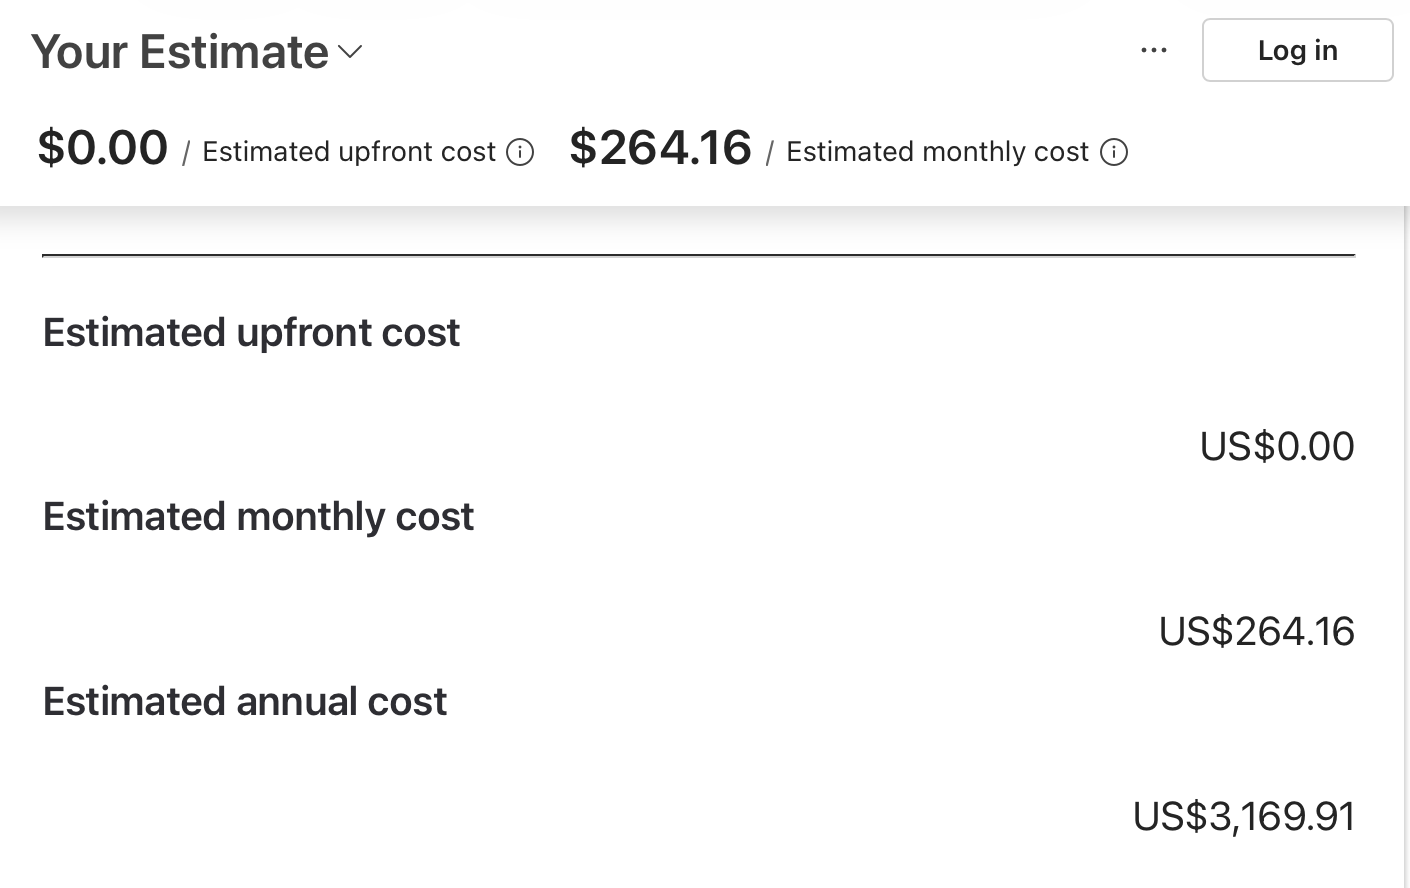 Your Estimate
... Log in
$0.00 / Estimated upfront cost $264.16 / Estimated monthly cost
Estimated upfront cost
US$0.00
Estimated monthly cost
US$264.16
Estimated annual cost
US$3,169.91